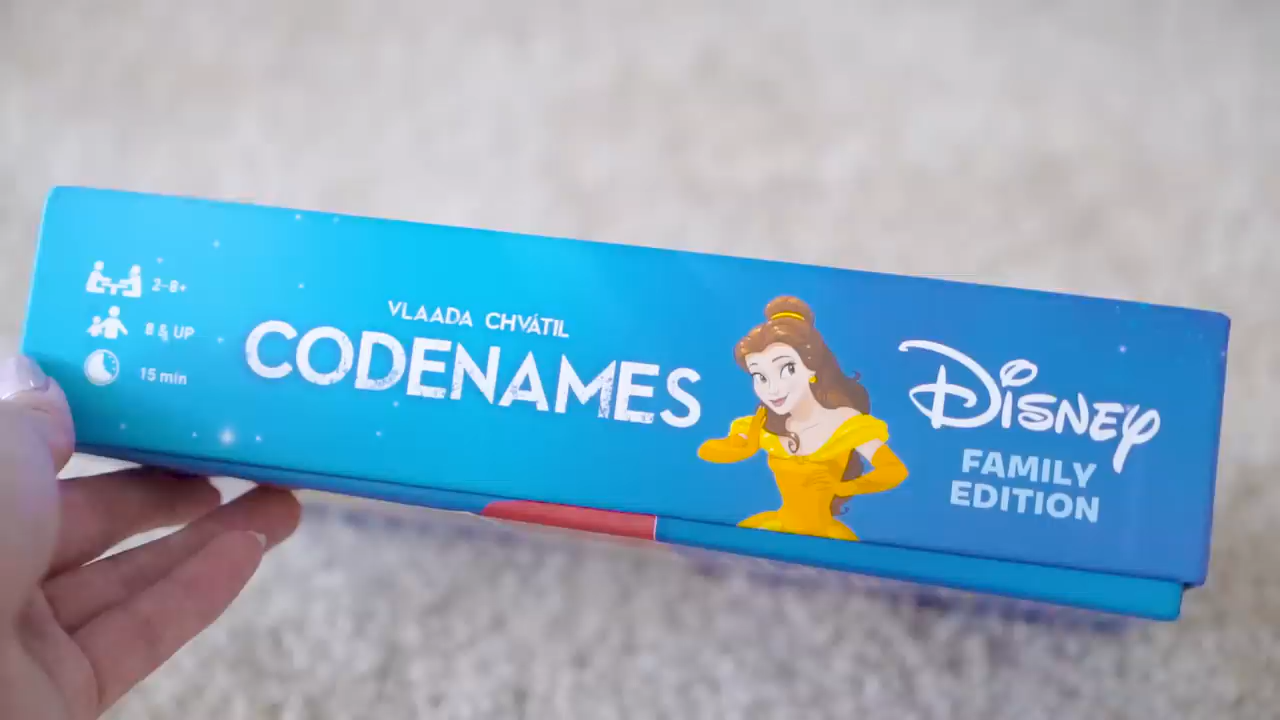 2-8+
8 & UP
15 min
VLAADA CHVÁTIL
CODENAMES
DISNEY
FAMILY
EDITION